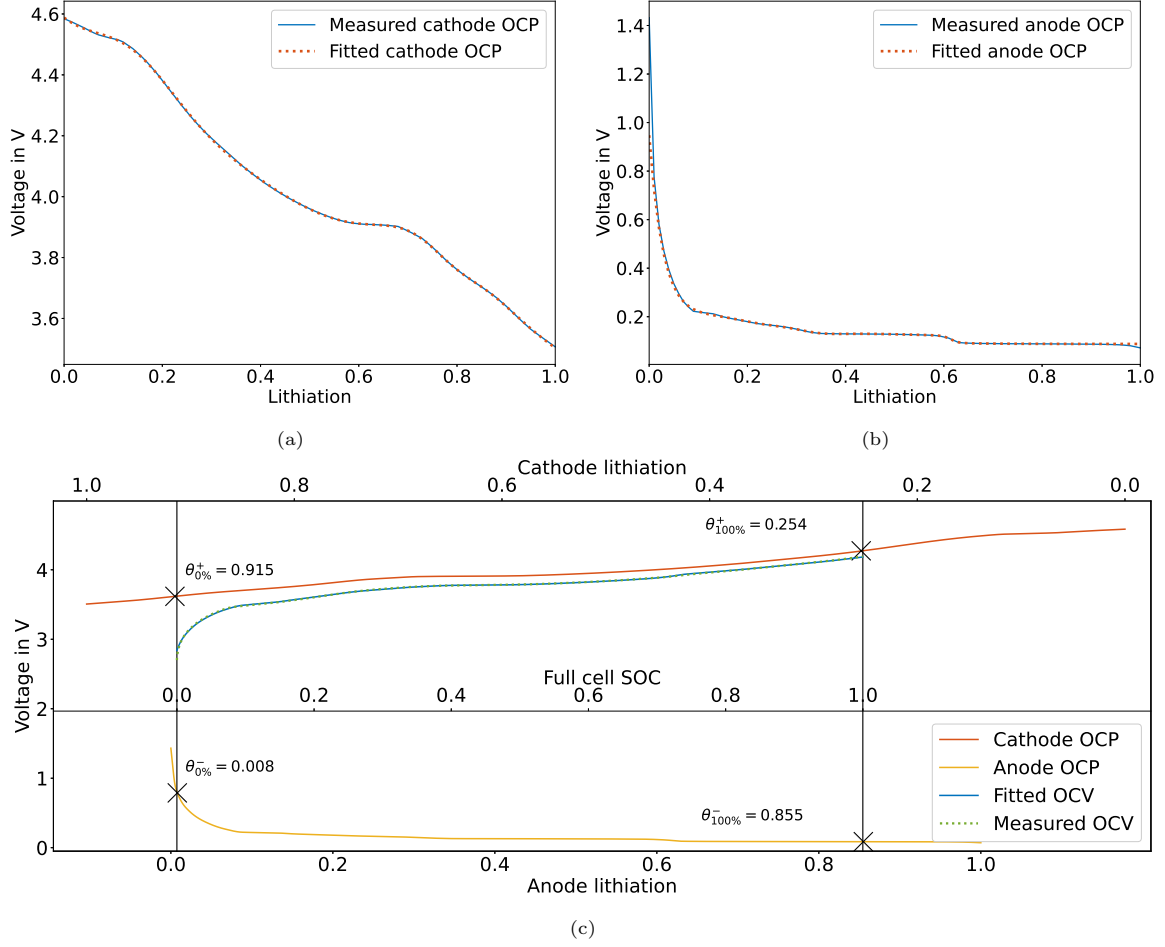 Measured cathode OCP
Fitted cathode OCP
Voltage in V
4.6
4.4
4.2
4.0
3.8
3.6
0.0 0.2 0.4 0.6 0.8 1.0
Lithiation
(a)
Measured anode OCP
Fitted anode OCP
Voltage in V
1.4
1.2
1.0
0.8
0.6
0.4
0.2
0.0 0.2 0.4 0.6 0.8 1.0
Lithiation
(b)
Cathode lithiation
1.0 0.8 0.6 0.4 0.2 0.0
θ⁺₀% = 0.915
θ⁺₁₀₀% = 0.254
Voltage in V
4
3
2
1
0
Full cell SOC
0.0 0.2 0.4 0.6 0.8 1.0
θ⁻₀% = 0.008
θ⁻₁₀₀% = 0.855
Cathode OCP
Anode OCP
Fitted OCV
Measured OCV
0.0 0.2 0.4 0.6 0.8 1.0
Anode lithiation
(c)